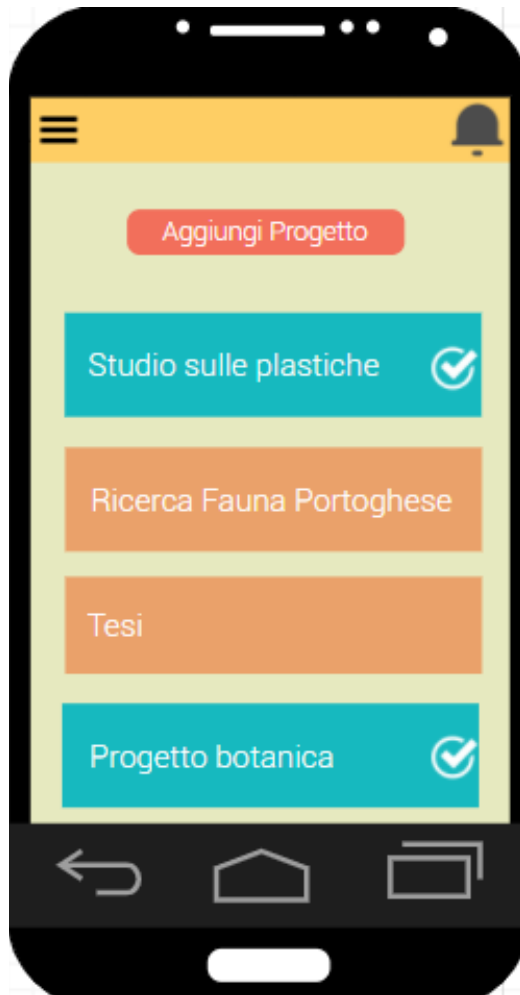 Aggiungi Progetto
Studio sulle plastiche
Ricerca Fauna Portoghese
Tesi
Progetto botanica